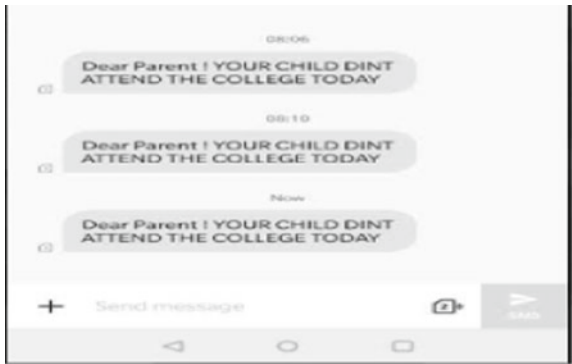 08:06
Dear Parent ! YOUR CHILD DINT
ATTEND THE COLLEGE TODAY
08:10
Dear Parent ! YOUR CHILD DINT
ATTEND THE COLLEGE TODAY
Now
Dear Parent ! YOUR CHILD DINT
ATTEND THE COLLEGE TODAY
Send message
SMS